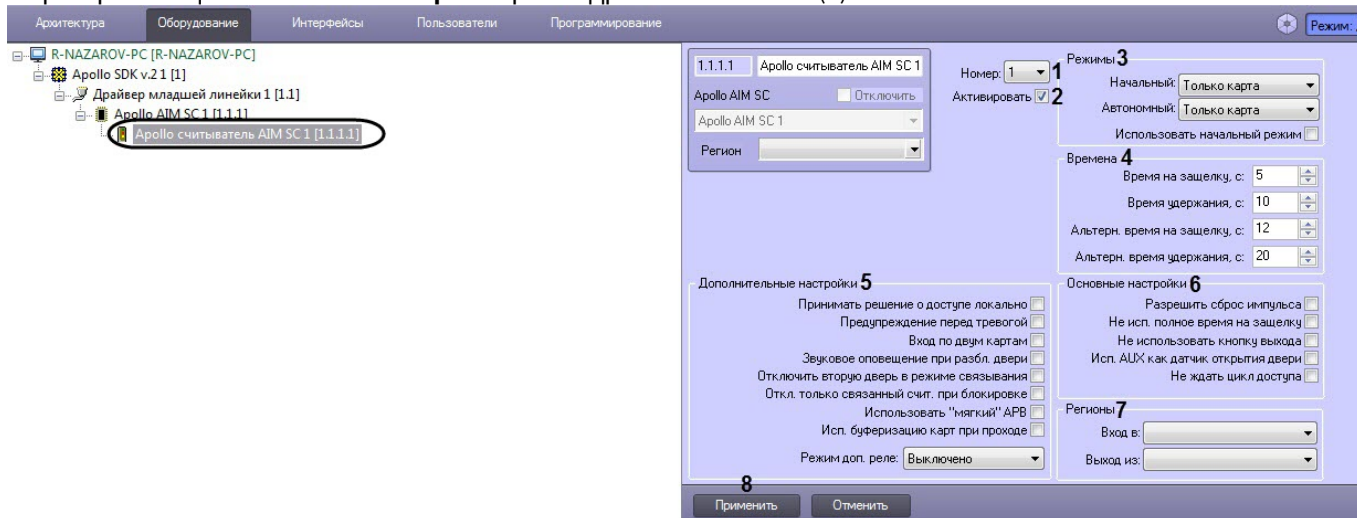 Архитектура Оборудование Интерфейсы Пользователи Программирование Режим:
R-NAZAROV-PC [R-NAZAROV-PC]
Apollo SDK v.2 1 [1]
Драйвер младшей линейки 1 [1.1]
Apollo AIM SC 1 [1.1.1]
Apollo считыватель AIM SC 1 [1.1.1.1]
1.1.1.1 Apollo считыватель AIM SC 1
Apollo AIM SC Отключить
Apollo AIM SC 1
Регион
Номер: 1 1
Активировать 2
Режимы 3
Начальный: Только карта
Автономный: Только карта
Использовать начальный режим
Времена 4
Время на защелку, с: 5
Время удержания, с: 10
Альтерн. время на защелку, с: 12
Альтерн. время удержания, с: 20
Дополнительные настройки 5
Принимать решение о доступе локально
Предупреждение перед тревогой
Вход по двум картам
Звуковое оповещение при разбл. двери
Отключить вторую дверь в режиме связывания
Откл. только связанный счит. при блокировке
Использовать "мягкий" APB
Исп. буферизацию карт при проходе
Режим доп. реле: Выключено
Основные настройки 6
Разрешить сброс импульса
Не исп. полное время на защелку
Не использовать кнопку выхода
Исп. AUX как датчик открытия двери
Не ждать цикл доступа
Регионы 7
Вход в:
Выход из:
8
Применить Отменить